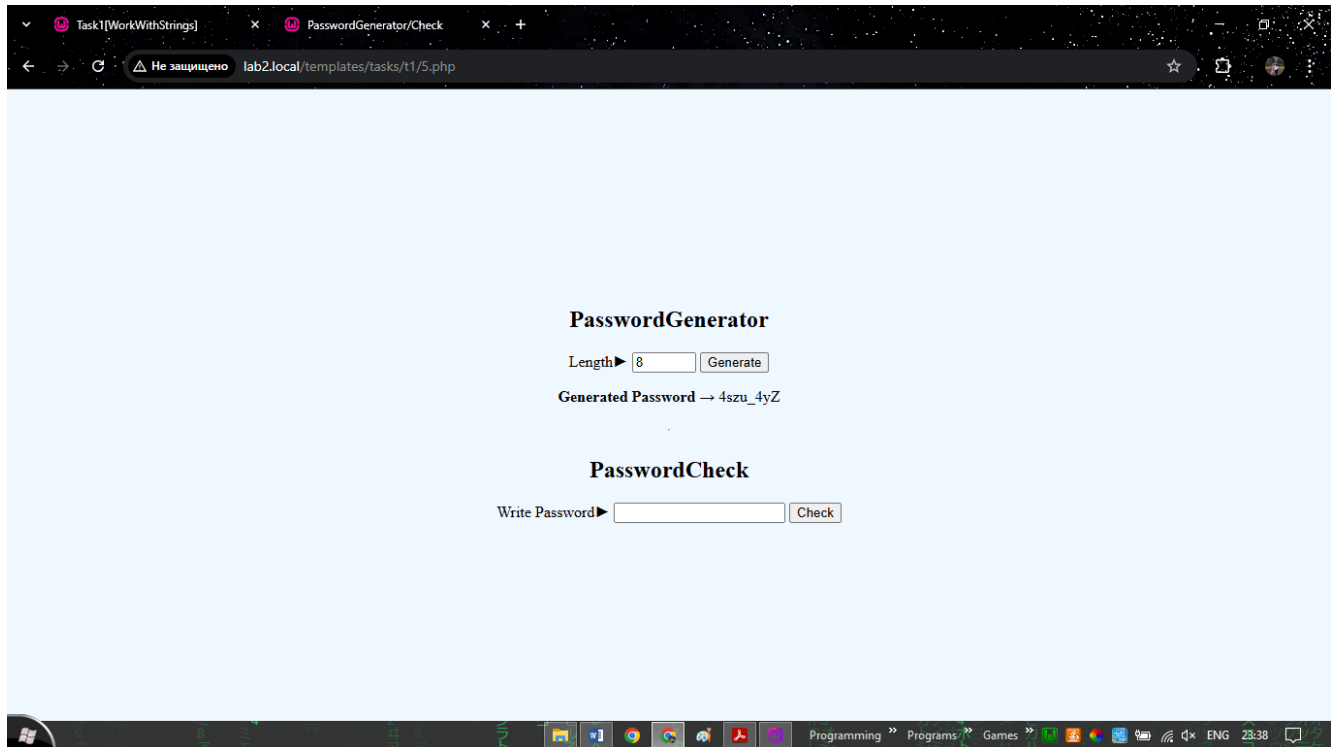 Task1[WorkWithStrings]
PasswordGenerator/Check
Не защищено lab2.local/templates/tasks/t1/5.php
PasswordGenerator
Length► 8 Generate
Generated Password → 4szu_4yZ
PasswordCheck
Write Password► Check
Programming » Programs » Games » ENG 23:38